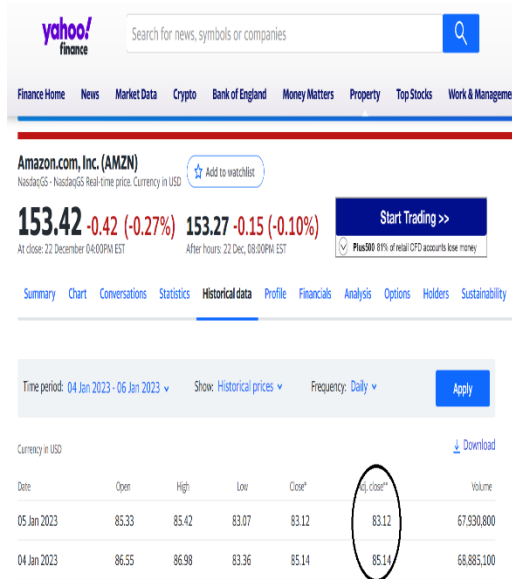 yahoo!
finance
Search for news, symbols or companies
Finance Home News Market Data Crypto Bank of England Money Matters Property Top Stocks Work & Manageme
Amazon.com, Inc. (AMZN)
NasdaqGS - NasdaqGS Real-time price. Currency in USD
Add to watchlist
153.42 -0.42 (-0.27%) 153.27 -0.15 (-0.10%)
At close: 22 December 04:00PM EST After hours: 22 Dec, 08:00PM EST
Start Trading >>
Plus500 81% of retail CFD accounts lose money
Summary Chart Conversations Statistics Historical data Profile Financials Analysis Options Holders Sustainability
Time period: 04 Jan 2023 - 06 Jan 2023 Show: Historical prices Frequency: Daily Apply
Currency in USD Download
Date Open High Low Close* Adj. close** Volume
05 Jan 2023 85.33 85.42 83.07 83.12 83.12 67,930,800
04 Jan 2023 86.55 86.98 83.36 85.14 85.14 68,885,100